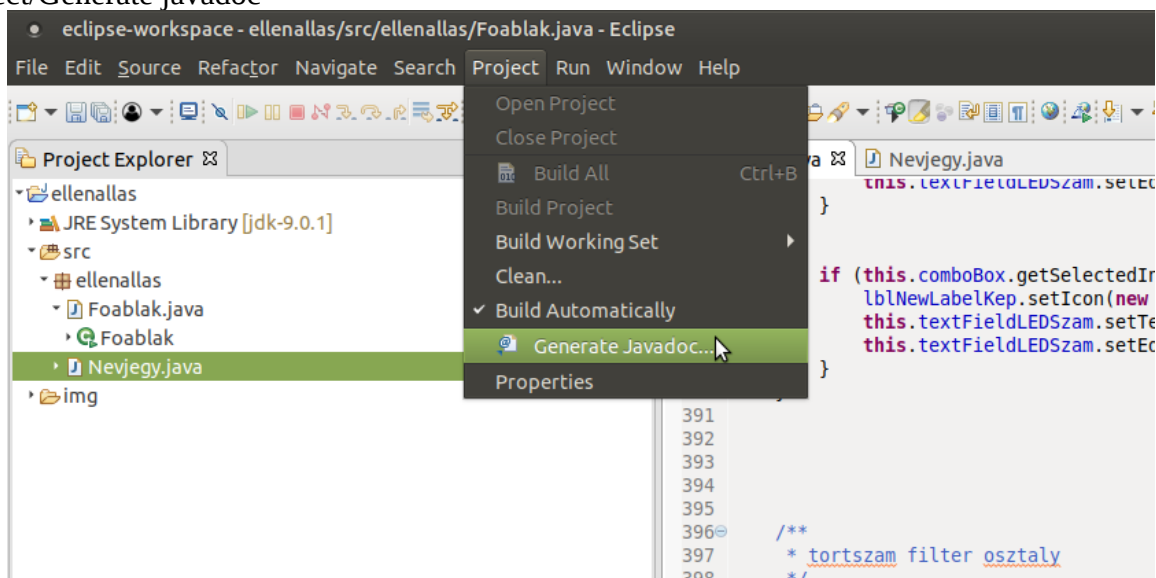 ect/Generate javadoc
eclipse-workspace - ellenallas/src/ellenallas/Foablak.java - Eclipse
File Edit Source Refactor Navigate Search Project Run Window Help
Open Project
Close Project
Build All Ctrl+B
Build Project
Build Working Set
Clean...
Build Automatically
Generate Javadoc...
Properties
Project Explorer
ellenallas
JRE System Library [jdk-9.0.1]
src
ellenallas
Foablak.java
Foablak
Nevjegy.java
img
va
Nevjegy.java
this.textFieldLEDSzam.setEd
}
if (this.comboBox.getSelectedIn
lblNewLabelKep.setIcon(new
this.textFieldLEDSzam.setTe
this.textFieldLEDSzam.setEd
}
391
392
393
394
395
396 /**
397 * tortszam filter osztaly
398 */